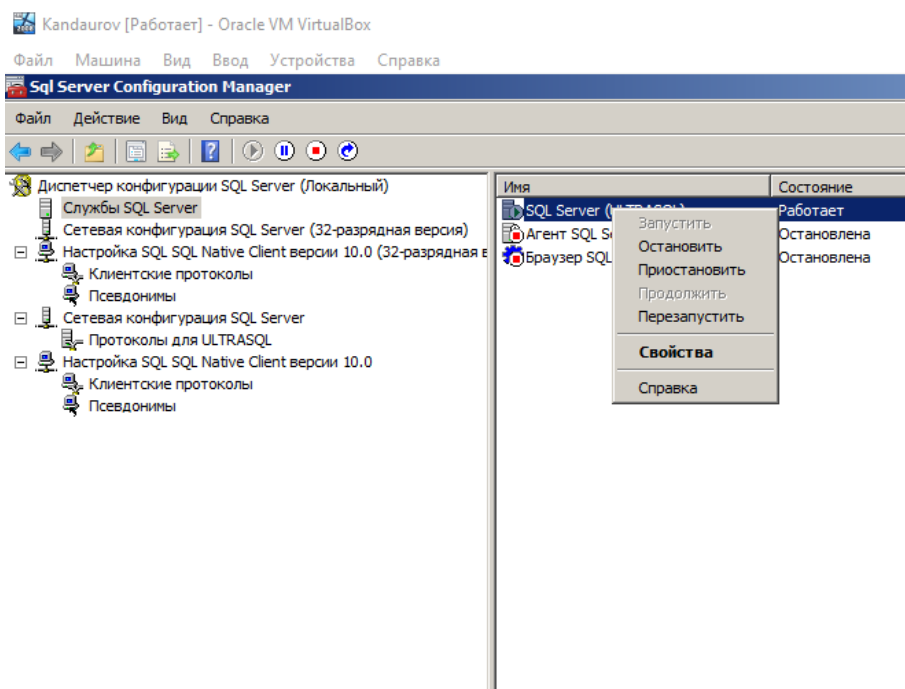 Kandaurov [Работает] - Oracle VM VirtualBox
Файл Машина Вид Ввод Устройства Справка
Sql Server Configuration Manager
Файл Действие Вид Справка
Диспетчер конфигурации SQL Server (Локальный)
Службы SQL Server
Сетевая конфигурация SQL Server (32-разрядная версия)
Настройка SQL SQL Native Client версии 10.0 (32-разрядная в
Клиентские протоколы
Псевдонимы
Сетевая конфигурация SQL Server
Протоколы для ULTRASQL
Настройка SQL SQL Native Client версии 10.0
Клиентские протоколы
Псевдонимы
Имя Состояние
SQL Server (ULTRASQL) Работает
Агент SQL Se Остановлена
Браузер SQL Остановлена
Запустить
Остановить
Приостановить
Продолжить
Перезапустить
Свойства
Справка